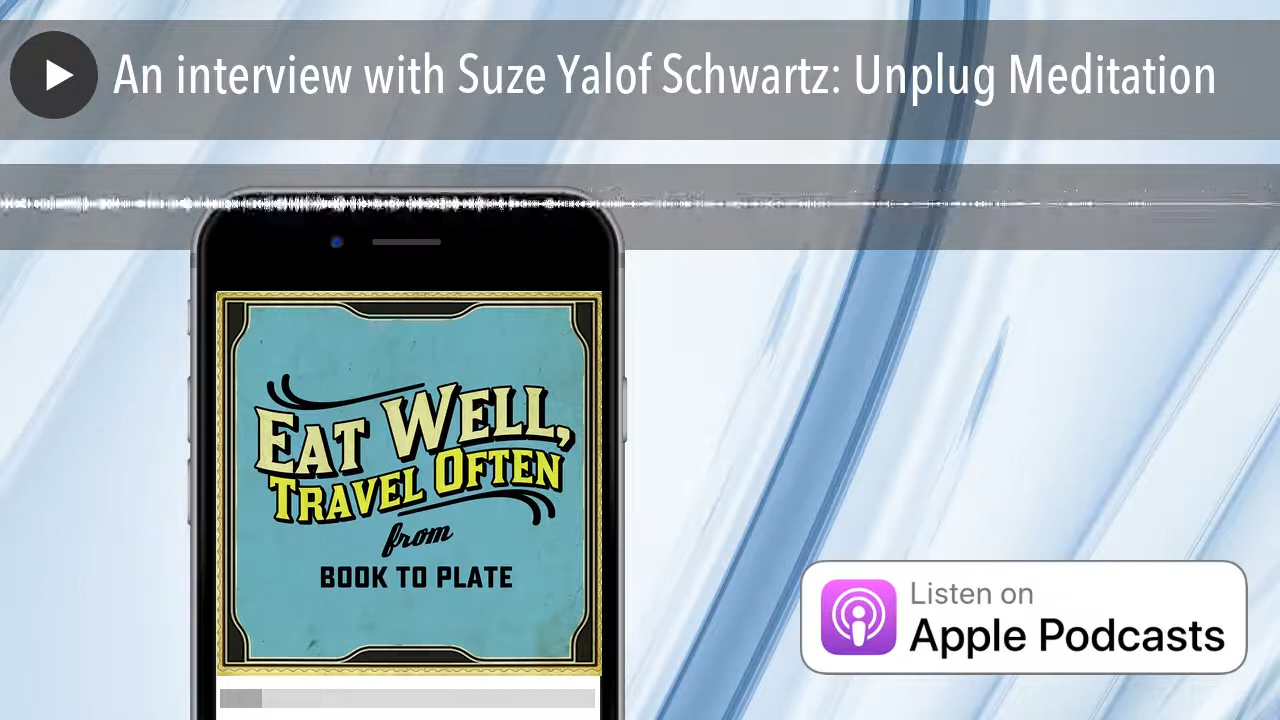 An interview with Suze Yalof Schwartz: Unplug Meditation
EAT WELL,
TRAVEL OFTEN
from
BOOK TO PLATE
Listen on
Apple Podcasts